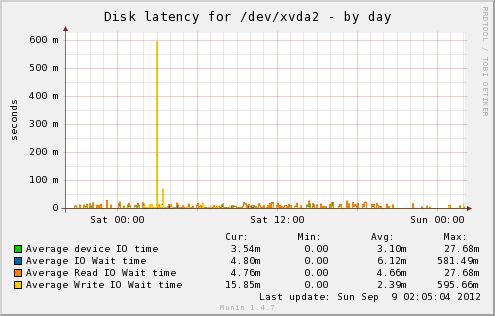 Disk latency for /dev/xvda2 - by day
RRDTOOL / TOBI OETIKER
seconds
600 m
500 m
400 m
300 m
200 m
100 m
0
Sat 00:00 Sat 12:00 Sun 00:00
Cur: Min: Avg: Max:
Average device IO time 3.54m 0.00 3.10m 27.68m
Average IO Wait time 4.80m 0.00 6.12m 581.49m
Average Read IO Wait time 4.76m 0.00 4.66m 27.68m
Average Write IO Wait time 15.85m 0.00 2.39m 595.66m
Last update: Sun Sep 9 02:05:04 2012
Munin 1.4.7